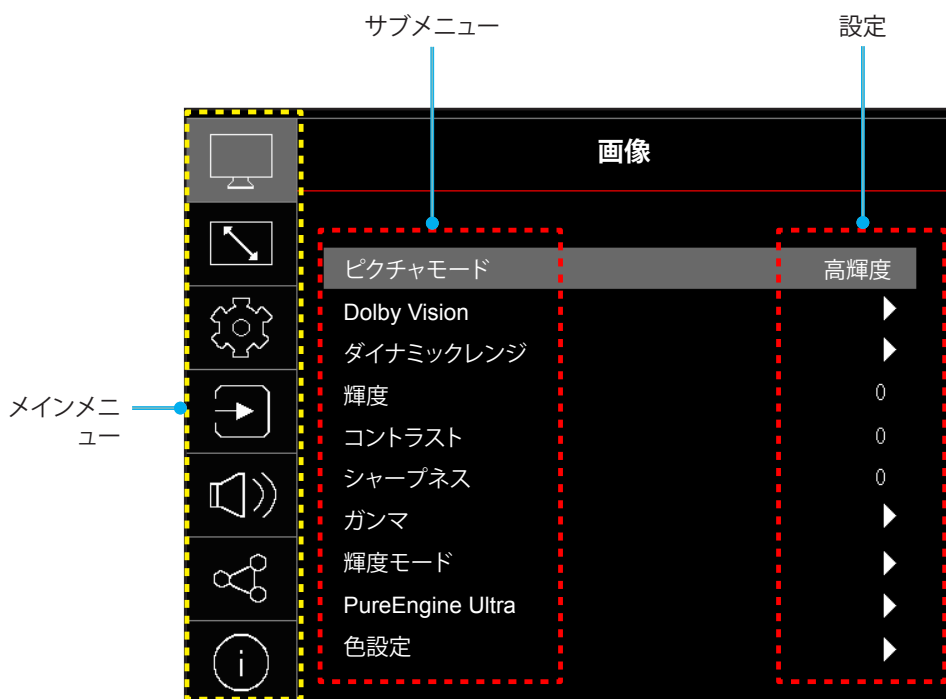 サブメニュー
設定
画像
ピクチャモード 高輝度
Dolby Vision
ダイナミックレンジ
輝度 0
コントラスト 0
シャープネス 0
ガンマ
輝度モード
PureEngine Ultra
色設定
メインメニ
ュー
i